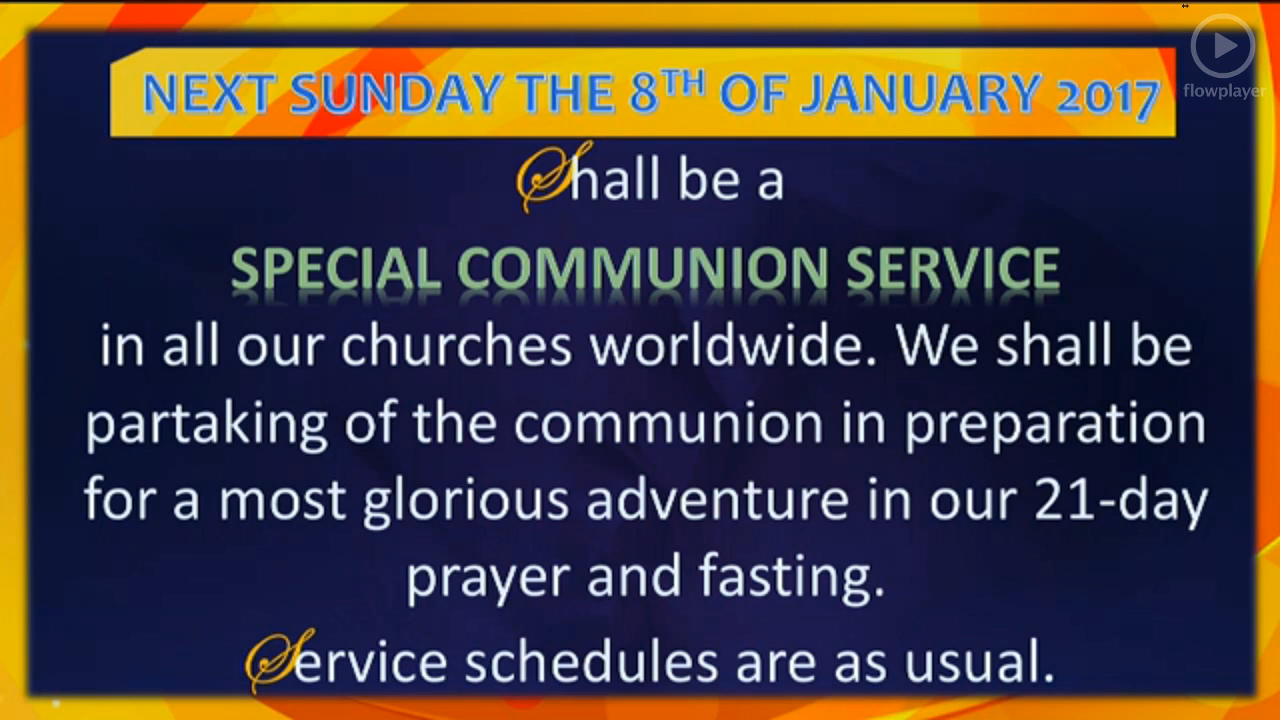 flowplayer
NEXT SUNDAY THE 8TH OF JANUARY 2017
Shall be a
SPECIAL COMMUNION SERVICE
in all our churches worldwide. We shall be
partaking of the communion in preparation
for a most glorious adventure in our 21-day
prayer and fasting.
Service schedules are as usual.